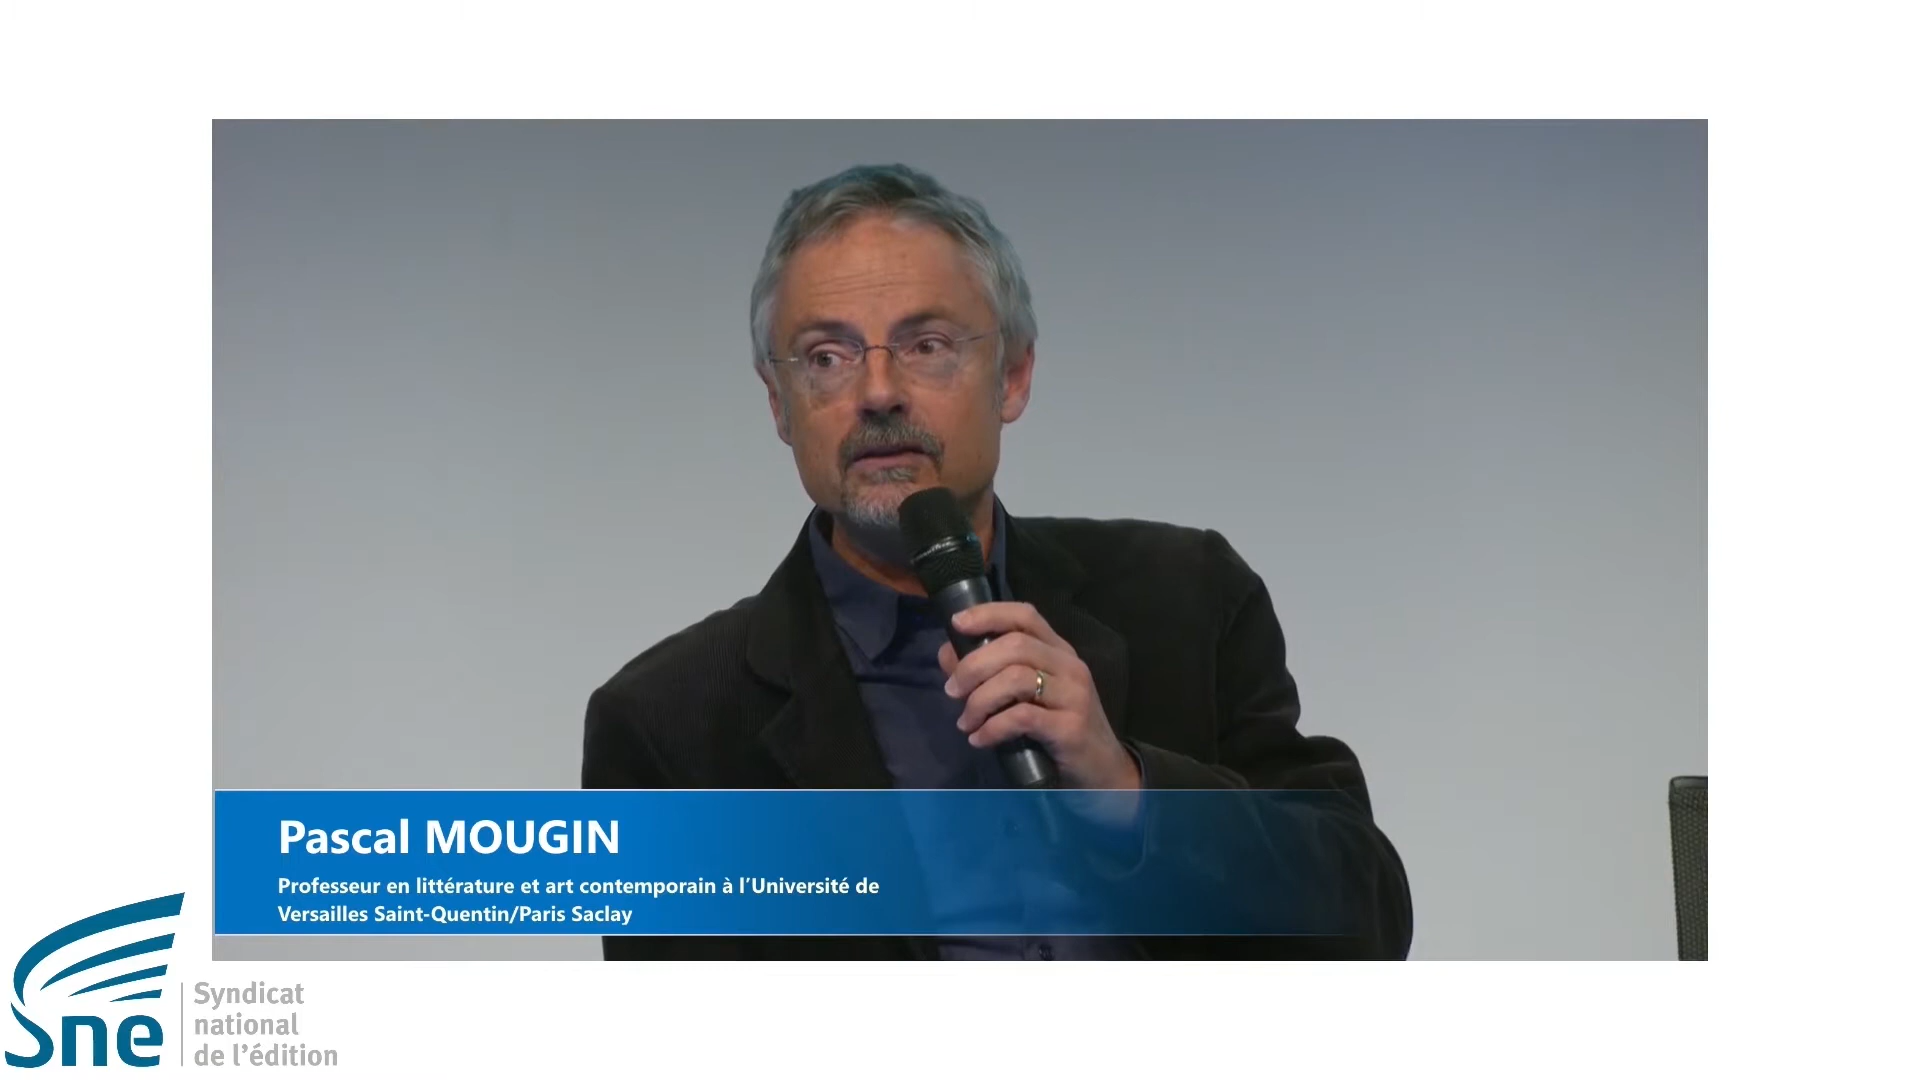 Pascal MOUGIN
Professeur en littérature et art contemporain à l’Université de
Versailles Saint-Quentin/Paris Saclay
sne
Syndicat
national
de l’édition